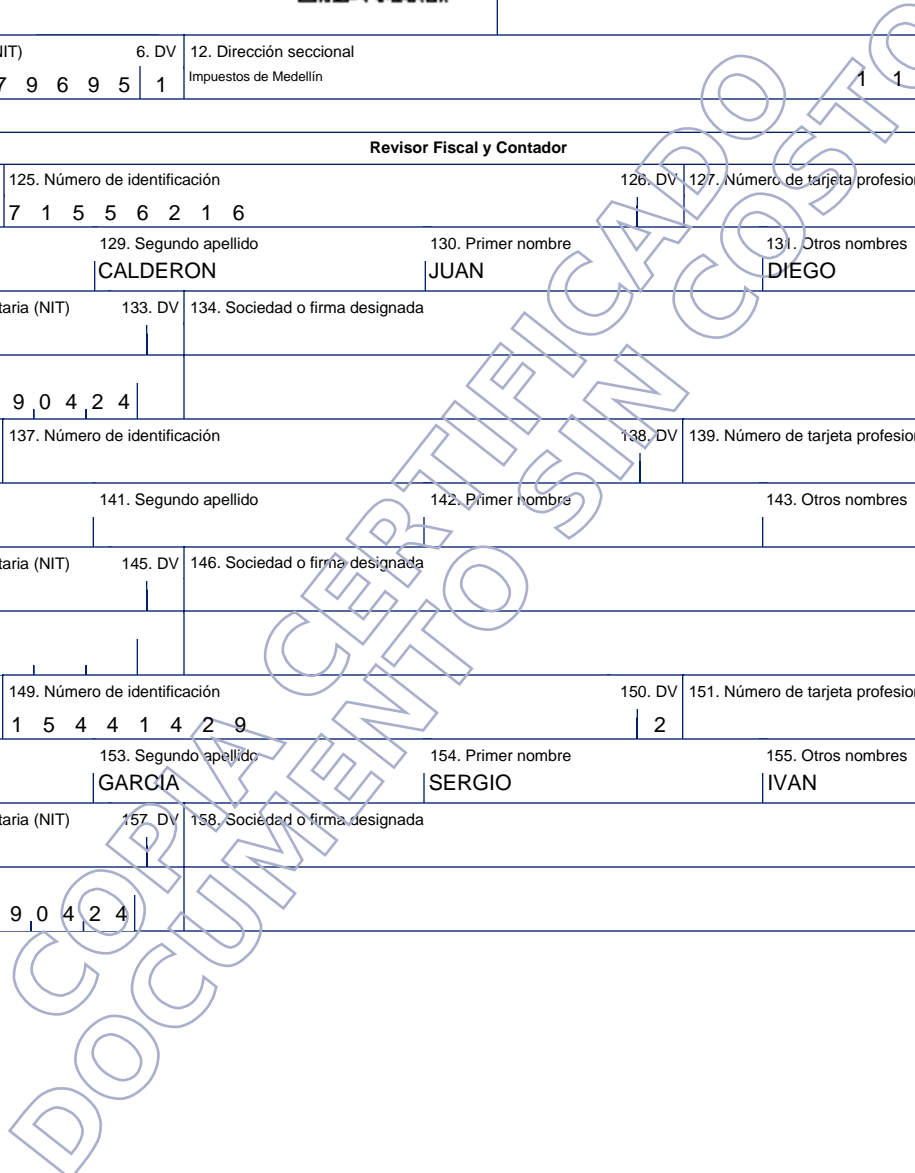 NIT) 6. DV 12. Dirección seccional
7 9 6 9 5 1 Impuestos de Medellín 1 1
Revisor Fiscal y Contador
125. Número de identificación 126. DV 127. Número de tarjeta profesion
7 1 5 5 6 2 1 6
129. Segundo apellido 130. Primer nombre 131. Otros nombres
CALDERON JUAN DIEGO
taria (NIT) 133. DV 134. Sociedad o firma designada
9 0 4 2 4
137. Número de identificación 138. DV 139. Número de tarjeta profesion
141. Segundo apellido 142. Primer nombre 143. Otros nombres
taria (NIT) 145. DV 146. Sociedad o firma designada
149. Número de identificación 150. DV 151. Número de tarjeta profesion
1 5 4 4 1 4 2 9 2
153. Segundo apellido 154. Primer nombre 155. Otros nombres
GARCIA SERGIO IVAN
taria (NIT) 157. DV 158. Sociedad o firma designada
9 0 4 2 4
COPIA CERTIFICADO
DOCUMENTO SIN COSTO